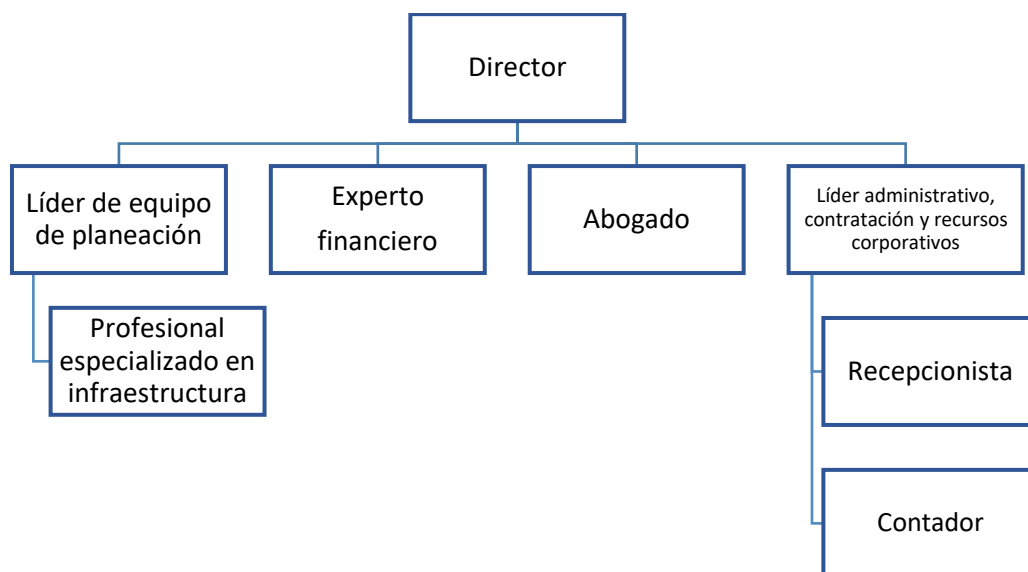 Director
Líder de equipo
de planeación
Experto
financiero
Abogado
Líder administrativo,
contratación y recursos
corporativos
Profesional
especializado en
infraestructura
Recepcionista
Contador